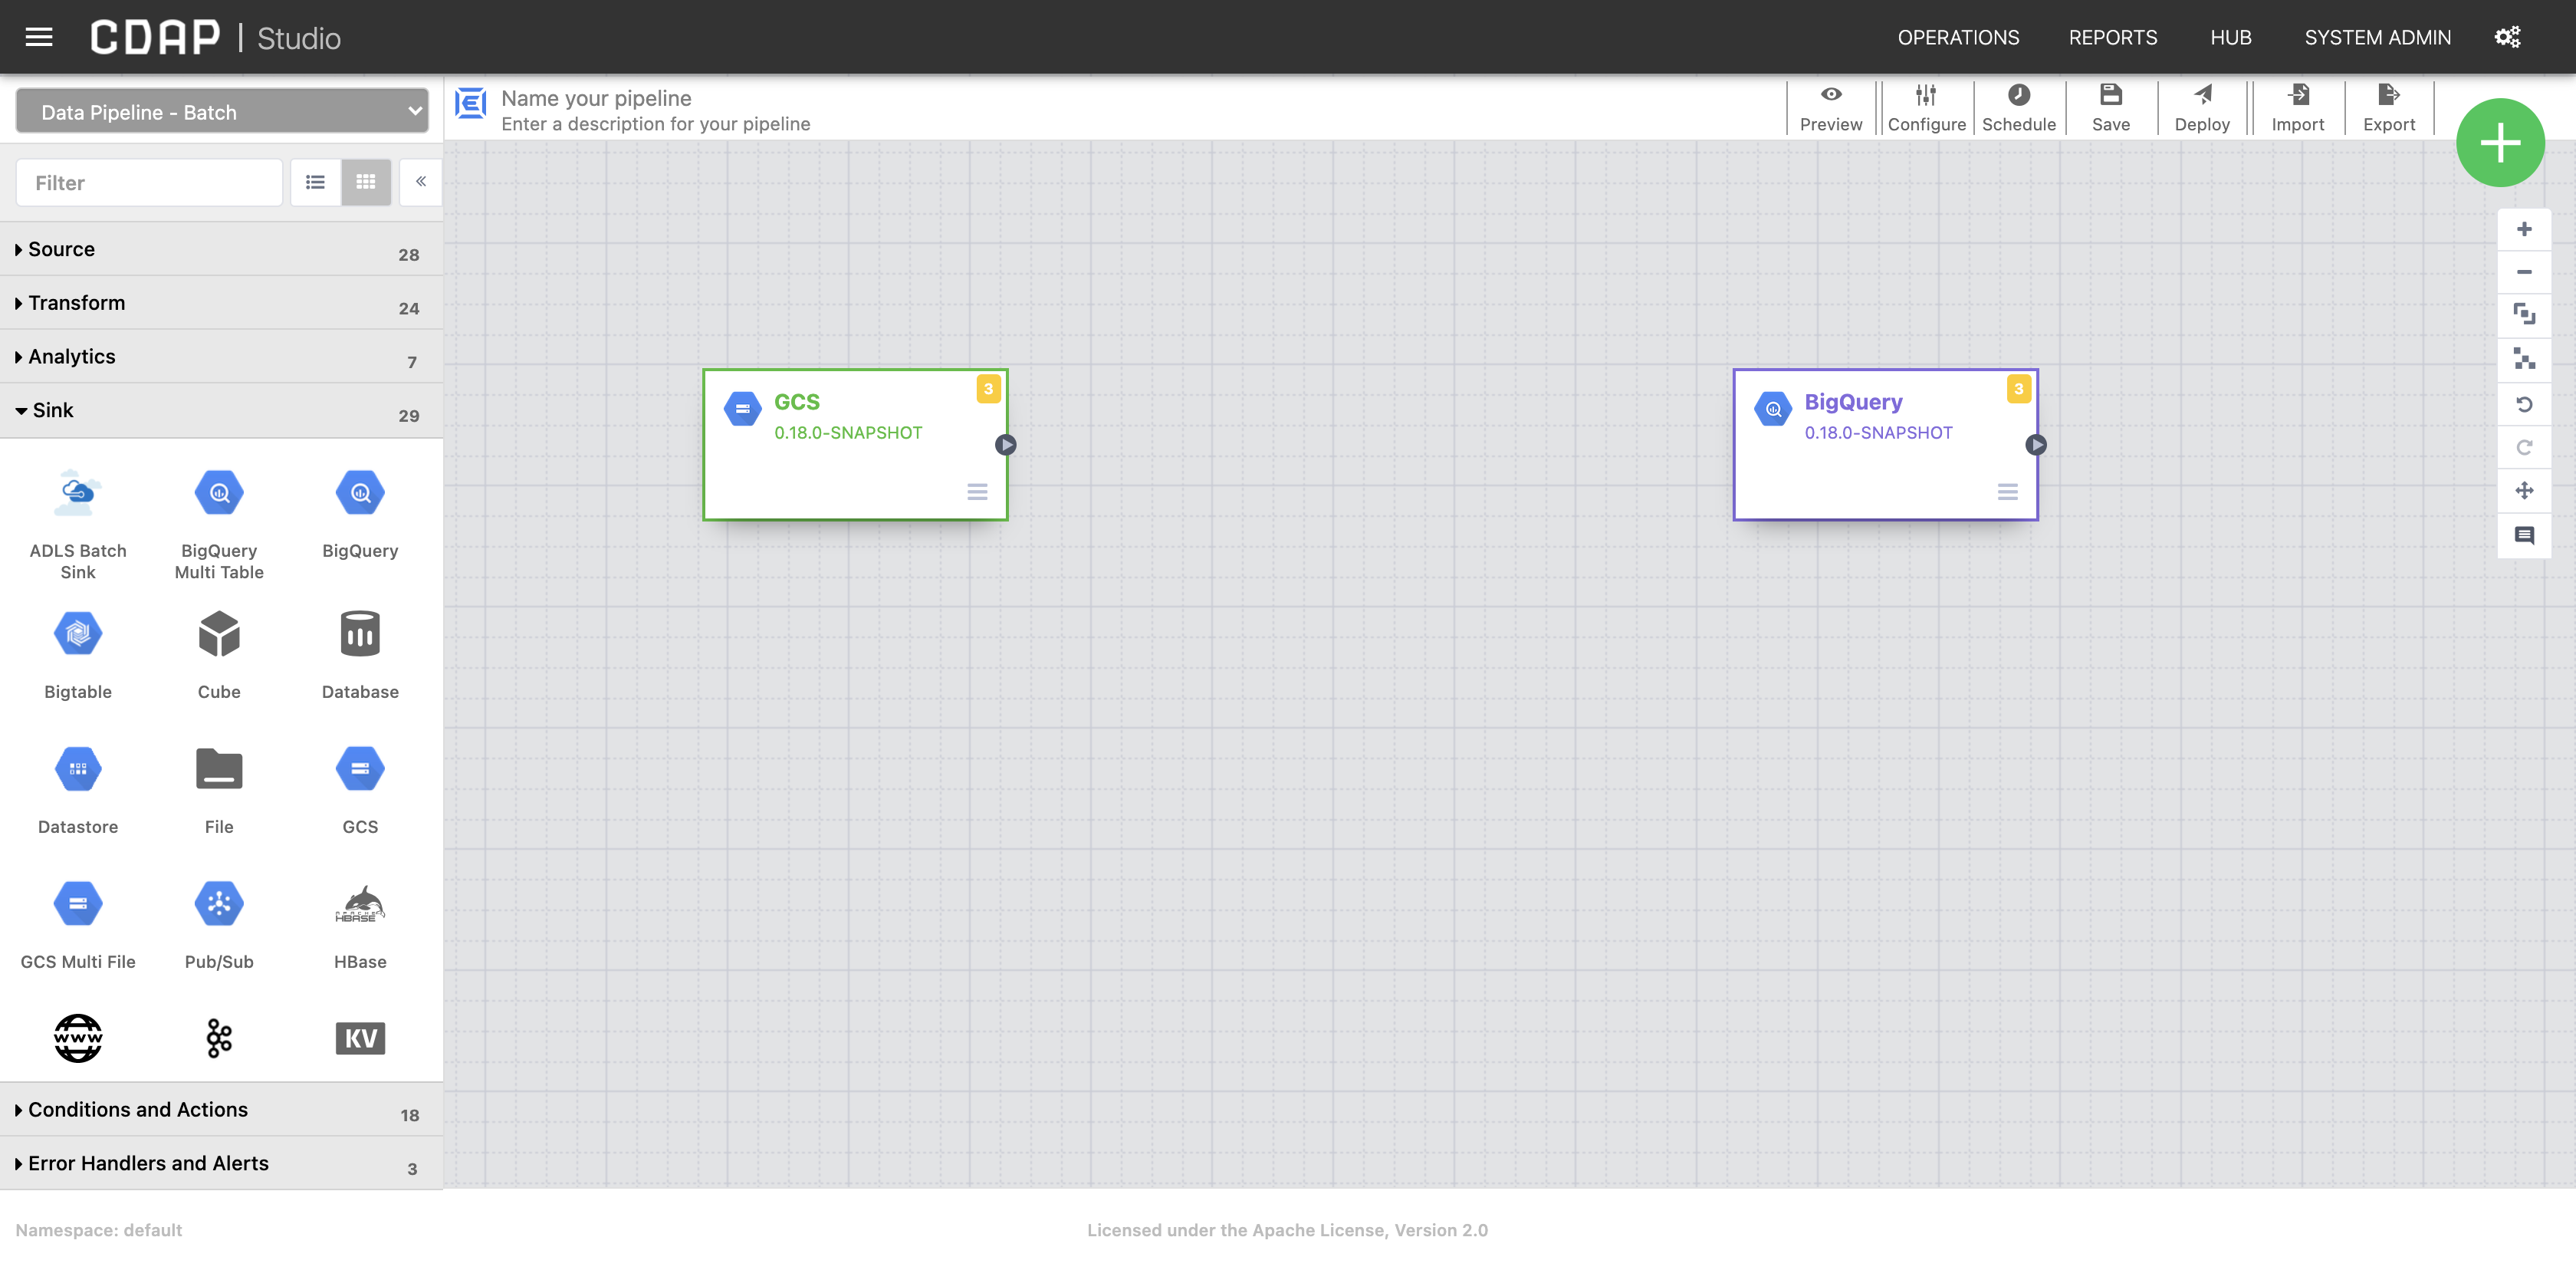 CDAP | Studio
OPERATIONS
REPORTS
HUB
SYSTEM ADMIN
Data Pipeline - Batch
Name your pipeline
Enter a description for your pipeline
Preview
Configure
Schedule
Save
Deploy
Import
Export
Filter
Source 28
Transform 24
Analytics 7
Sink 29
ADLS Batch
Sink
BigQuery
Multi Table
BigQuery
Bigtable
Cube
Database
Datastore
File
GCS
GCS Multi File
Pub/Sub
APACHE
HBASE
HBase
WWW
KV
Conditions and Actions 18
Error Handlers and Alerts 3
GCS
3
0.18.0-SNAPSHOT
BigQuery
3
0.18.0-SNAPSHOT
Namespace: default
Licensed under the Apache License, Version 2.0